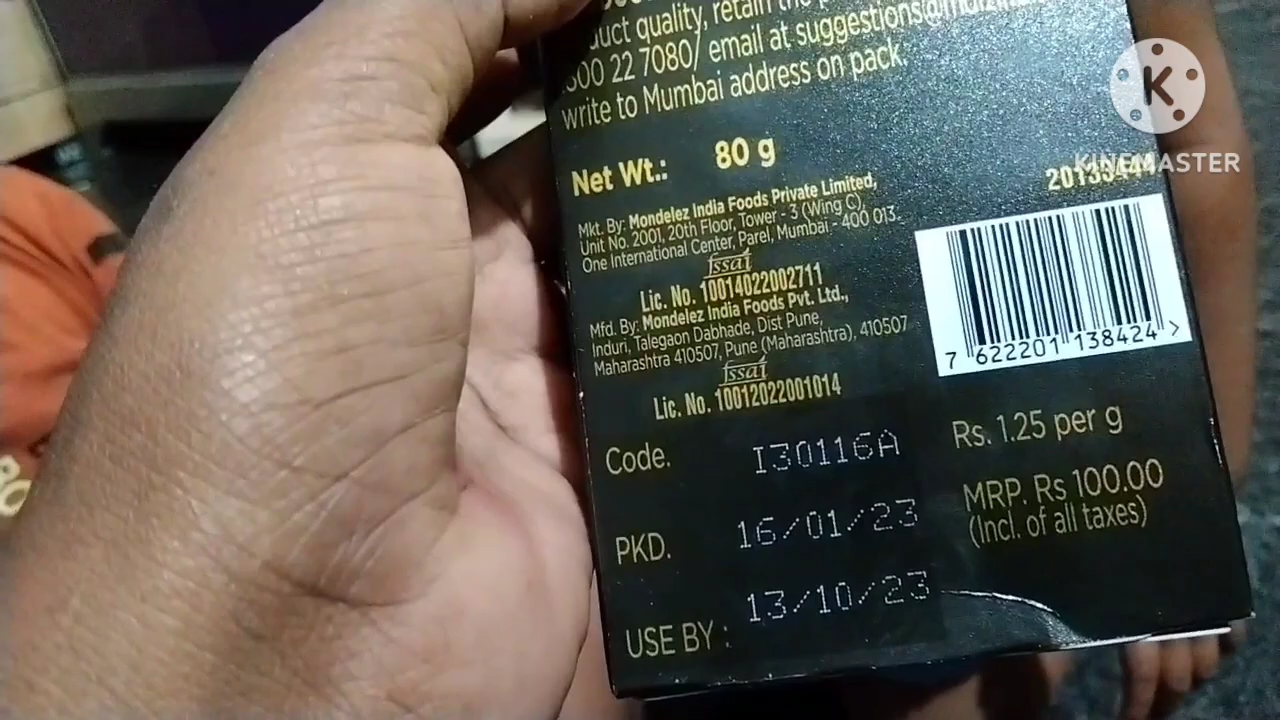 duct quality, retain the
write to Mumbai address on pack.
22 7080/ email at
Net Wt.: 80 g
KINEMASTER
K
Mkt. By: Mondelez India Foods Private Limited,
Unit No. 2001, 20th Floor, Tower - 3 (Wing C),
One International Center, Parel, Mumbai - 400 013.
fssai
Lic. No. 10014022002711
Mfd. By: Mondelez India Foods Pvt. Ltd.,
Induri, Talegaon Dabhade, Dist Pune,
Maharashtra 410507, Pune (Maharashtra), 410507
fssai
Lic. No. 10012022001014
7 622201 138424 >
Code. I30116A
Rs. 1.25 per g
PKD. 16/01/23
MRP. Rs 100.00
(Incl. of all taxes)
USE BY : 13/10/23